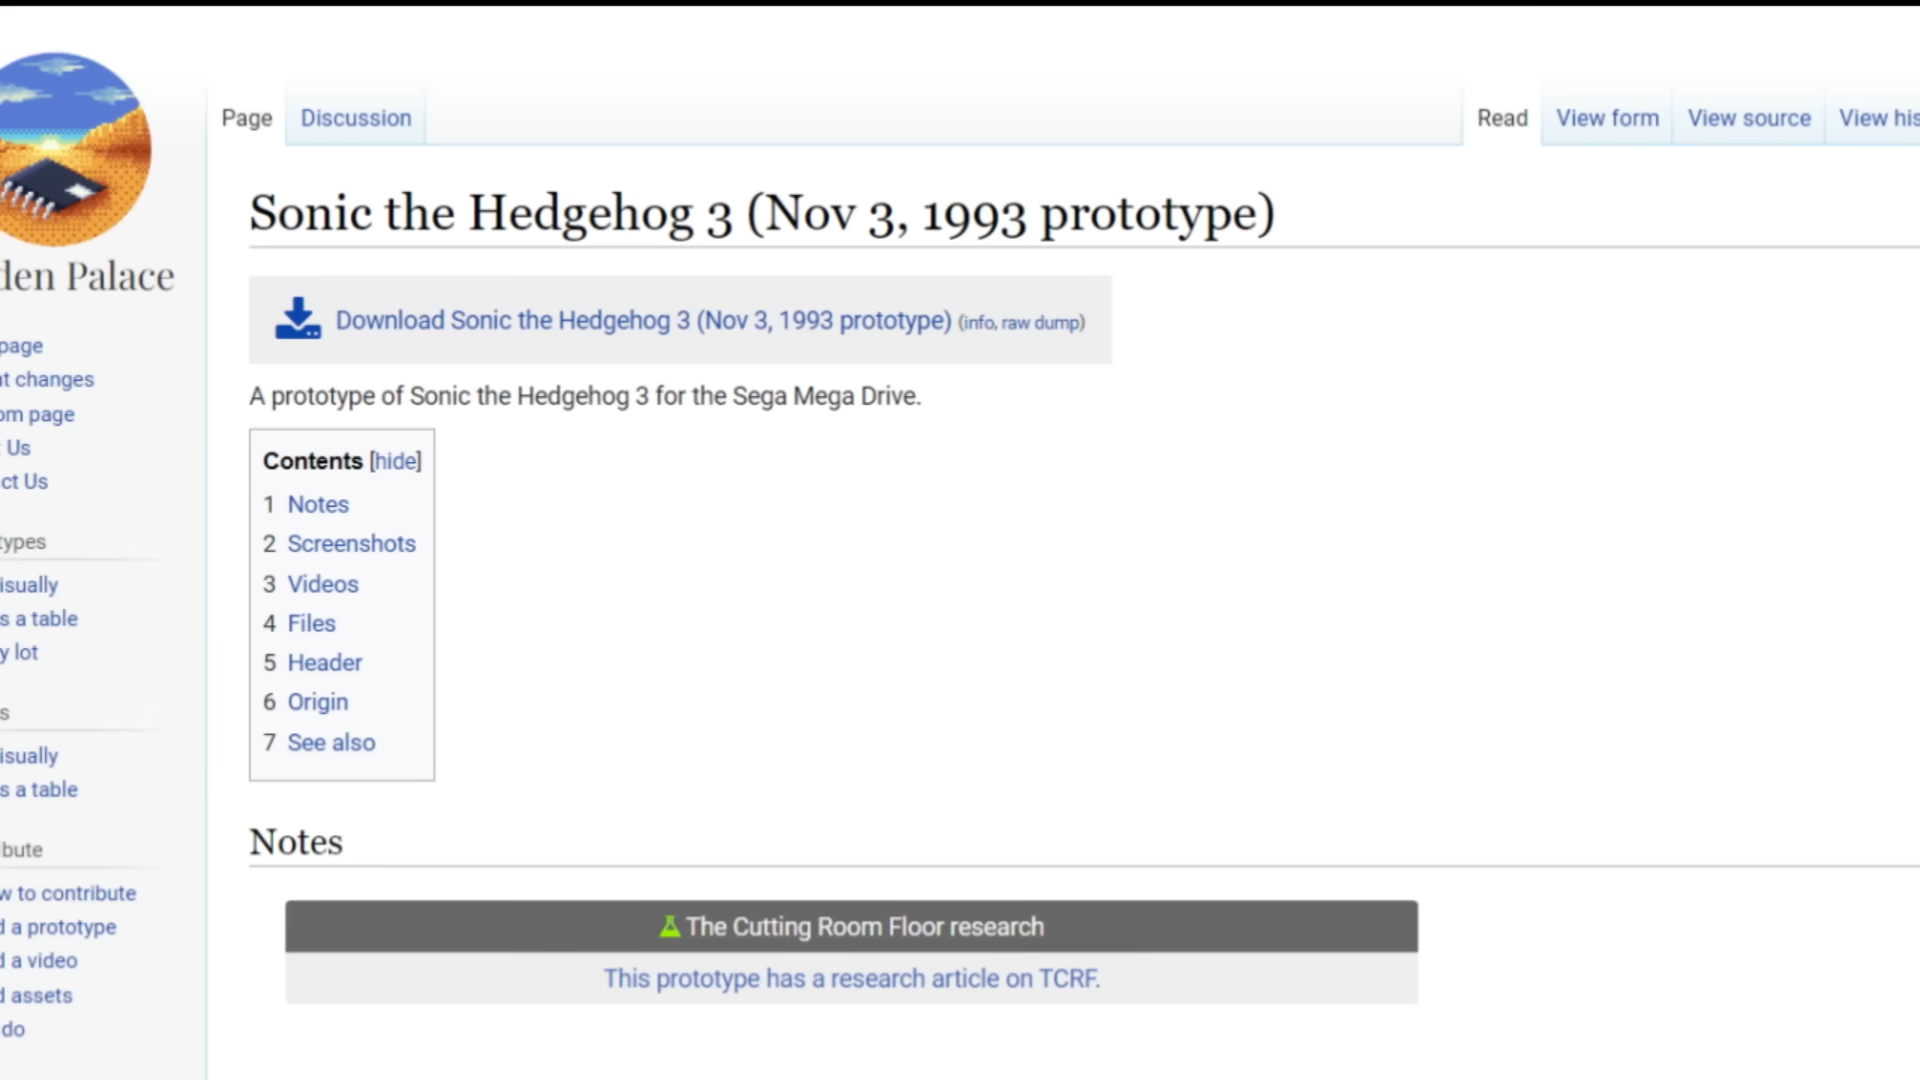 Page
Discussion
Read
View form
View source
View his
Sonic the Hedgehog 3 (Nov 3, 1993 prototype)
den Palace
Download Sonic the Hedgehog 3 (Nov 3, 1993 prototype) (info, raw dump)
page
nt changes
om page
A prototype of Sonic the Hedgehog 3 for the Sega Mega Drive.
t Us
ct Us
types
isually
s a table
y lot
s
isually
s a table
ibute
w to contribute
d a prototype
d a video
d assets
do
Contents [hide]
1 Notes
2 Screenshots
3 Videos
4 Files
5 Header
6 Origin
7 See also
Notes
The Cutting Room Floor research
This prototype has a research article on TCRF.